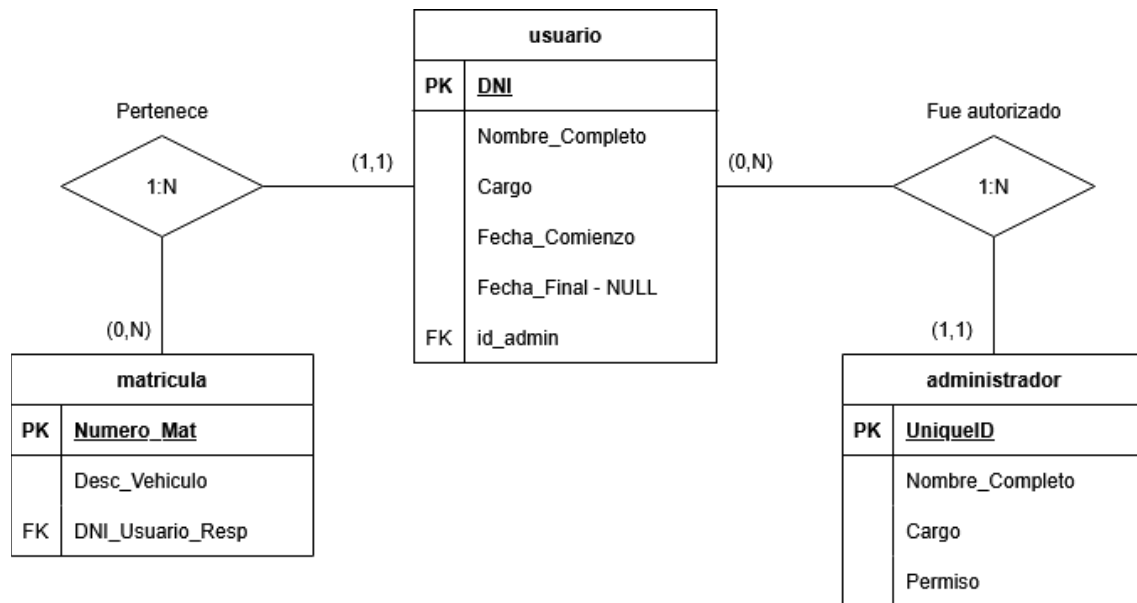 usuario
PK DNI
Nombre_Completo
Cargo
Fecha_Comienzo
Fecha_Final - NULL
FK id_admin
Pertenece
1:N
(1,1)
(0,N)
Fue autorizado
1:N
(0,N)
(1,1)
matricula
PK Numero_Mat
Desc_Vehiculo
FK DNI_Usuario_Resp
administrador
PK UniqueID
Nombre_Completo
Cargo
Permiso